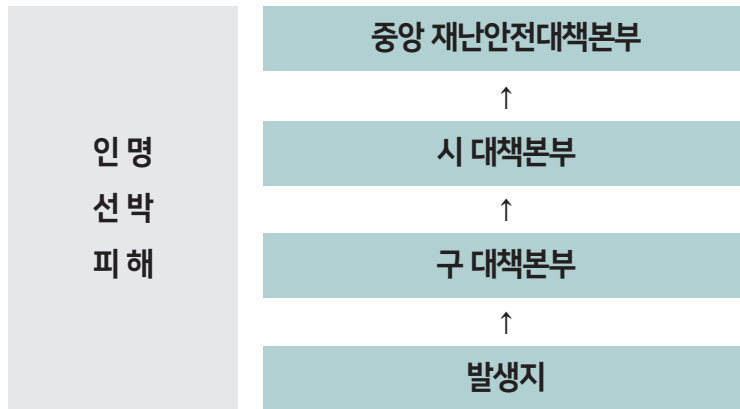 인 명
선 박
피 해
중앙 재난안전대책본부
↑
시 대책본부
↑
구 대책본부
↑
발생지